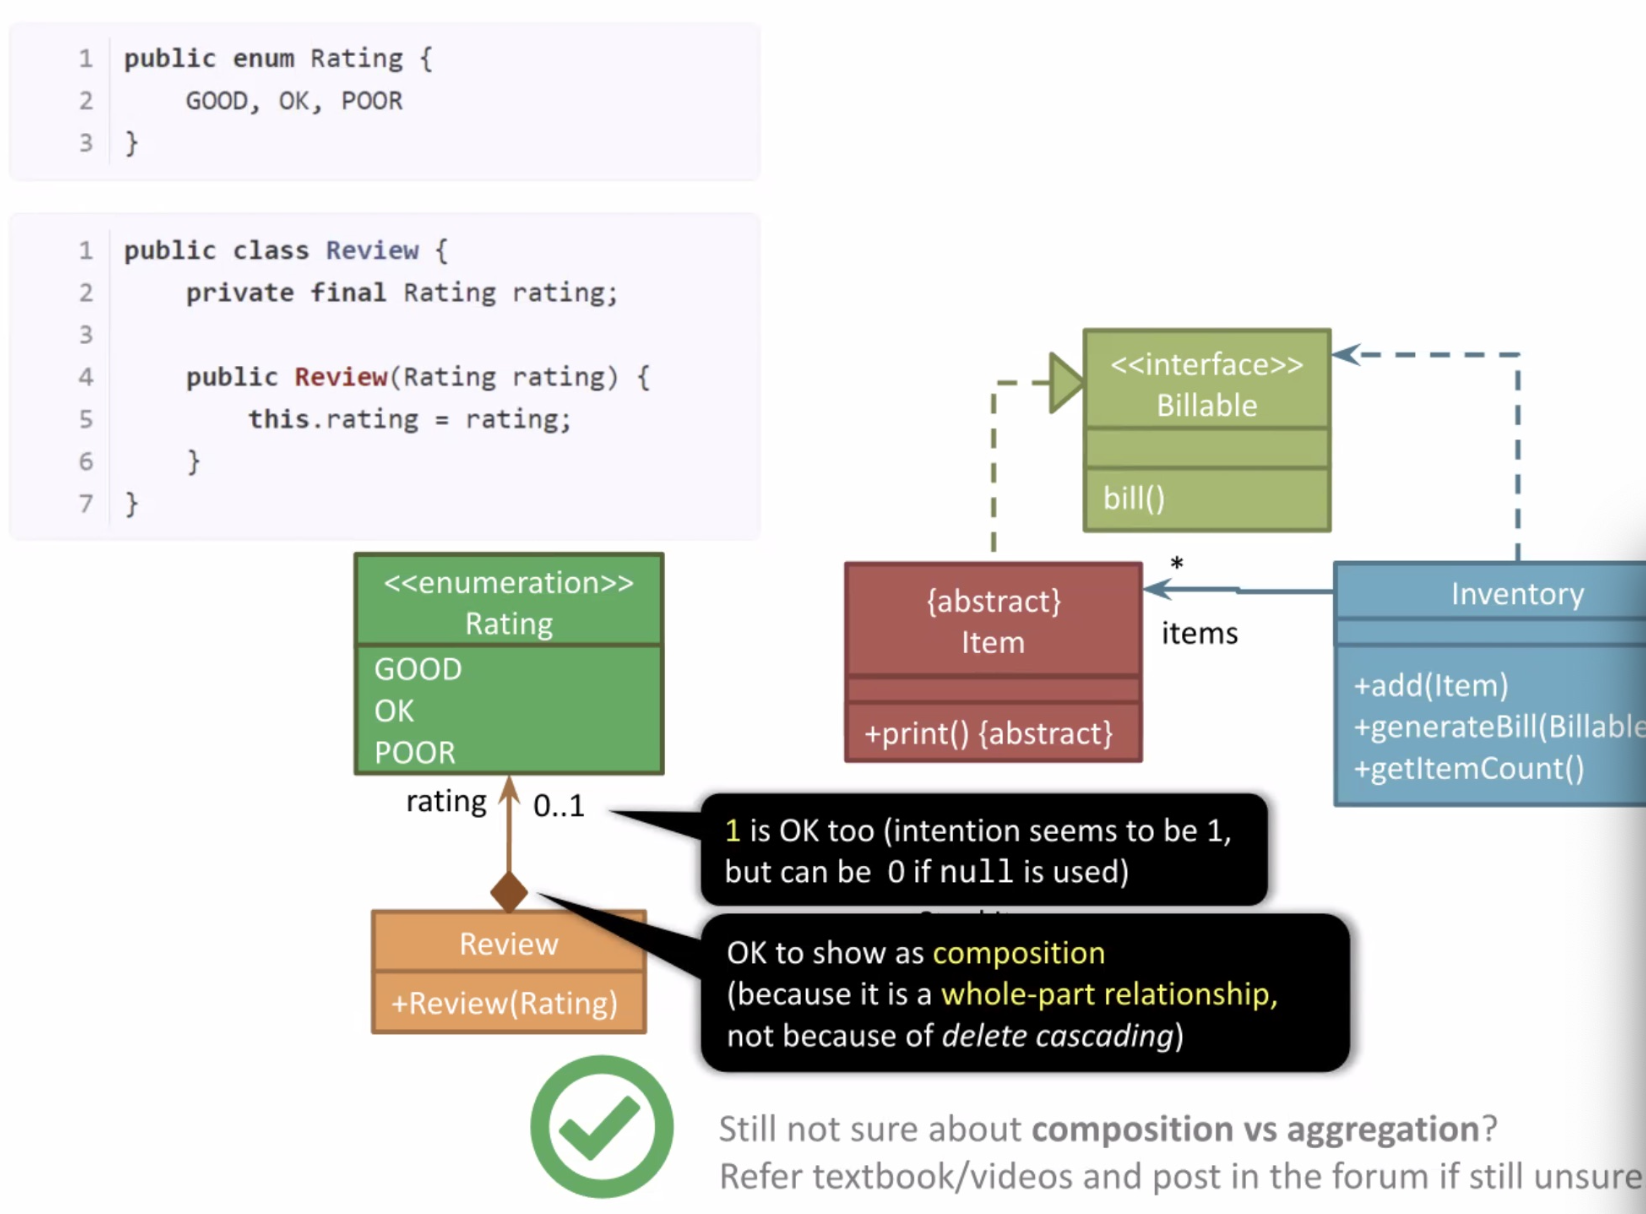 1 public enum Rating {
2 GOOD, OK, POOR
3 }
1 public class Review {
2 private final Rating rating;
3
4 public Review(Rating rating) {
5 this.rating = rating;
6 }
7 }
<<interface>>
Billable
bill()
<<enumeration>>
Rating
GOOD
OK
POOR
{abstract}
Item
+print() {abstract}
*
items
Inventory
+add(Item)
+generateBill(Billable
+getItemCount()
rating
0..1
1 is OK too (intention seems to be 1,
but can be 0 if null is used)
Review
+Review(Rating)
OK to show as composition
(because it is a whole-part relationship,
not because of delete cascading)
Still not sure about composition vs aggregation?
Refer textbook/videos and post in the forum if still unsure